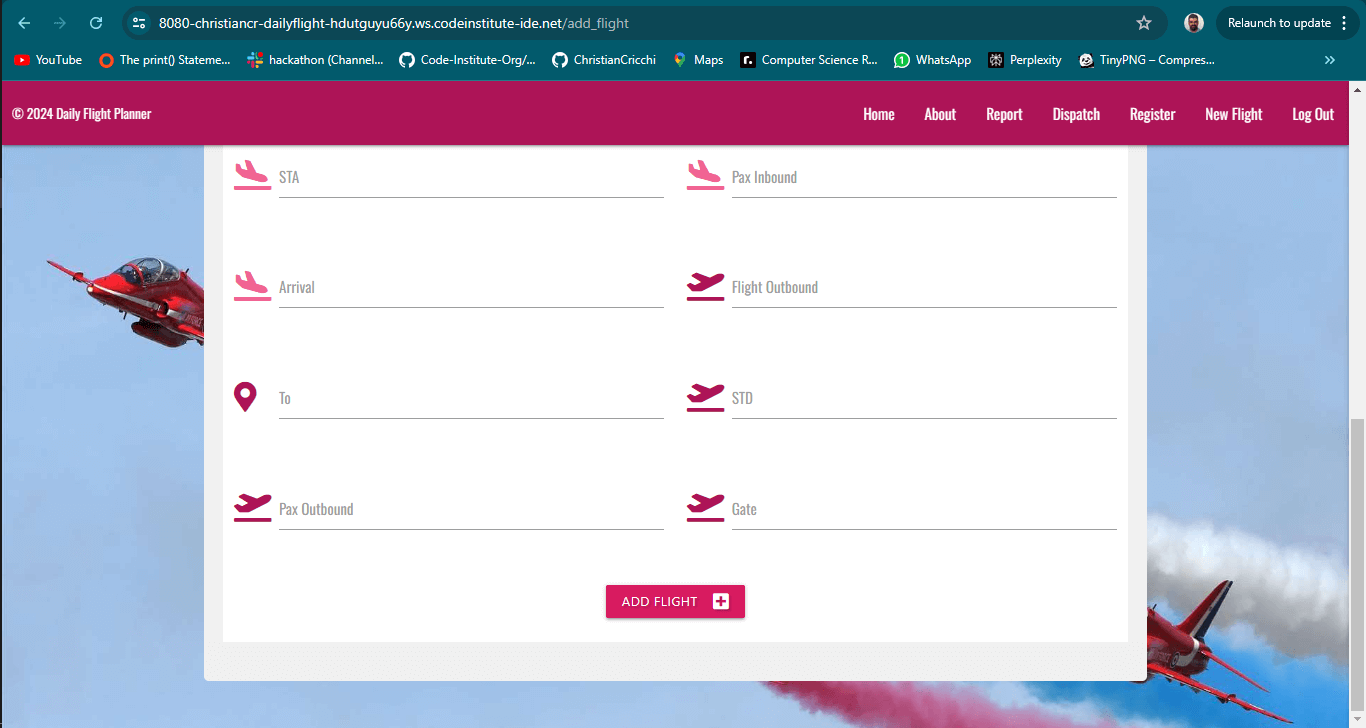 8080-christiancr-dailyflight-hdutguyu66y.ws.codeinstitute-ide.net/add_flight
Relaunch to update
YouTube
The print() Stateme...
hackathon (Channel...
Code-Institute-Org/...
ChristianCricchi
Maps
r.
Computer Science R...
1
WhatsApp
Perplexity
TinyPNG – Compres...
© 2024 Daily Flight Planner
Home
About
Report
Dispatch
Register
New Flight
Log Out
STA
Pax Inbound
Arrival
Flight Outbound
To
STD
Pax Outbound
Gate
ADD FLIGHT